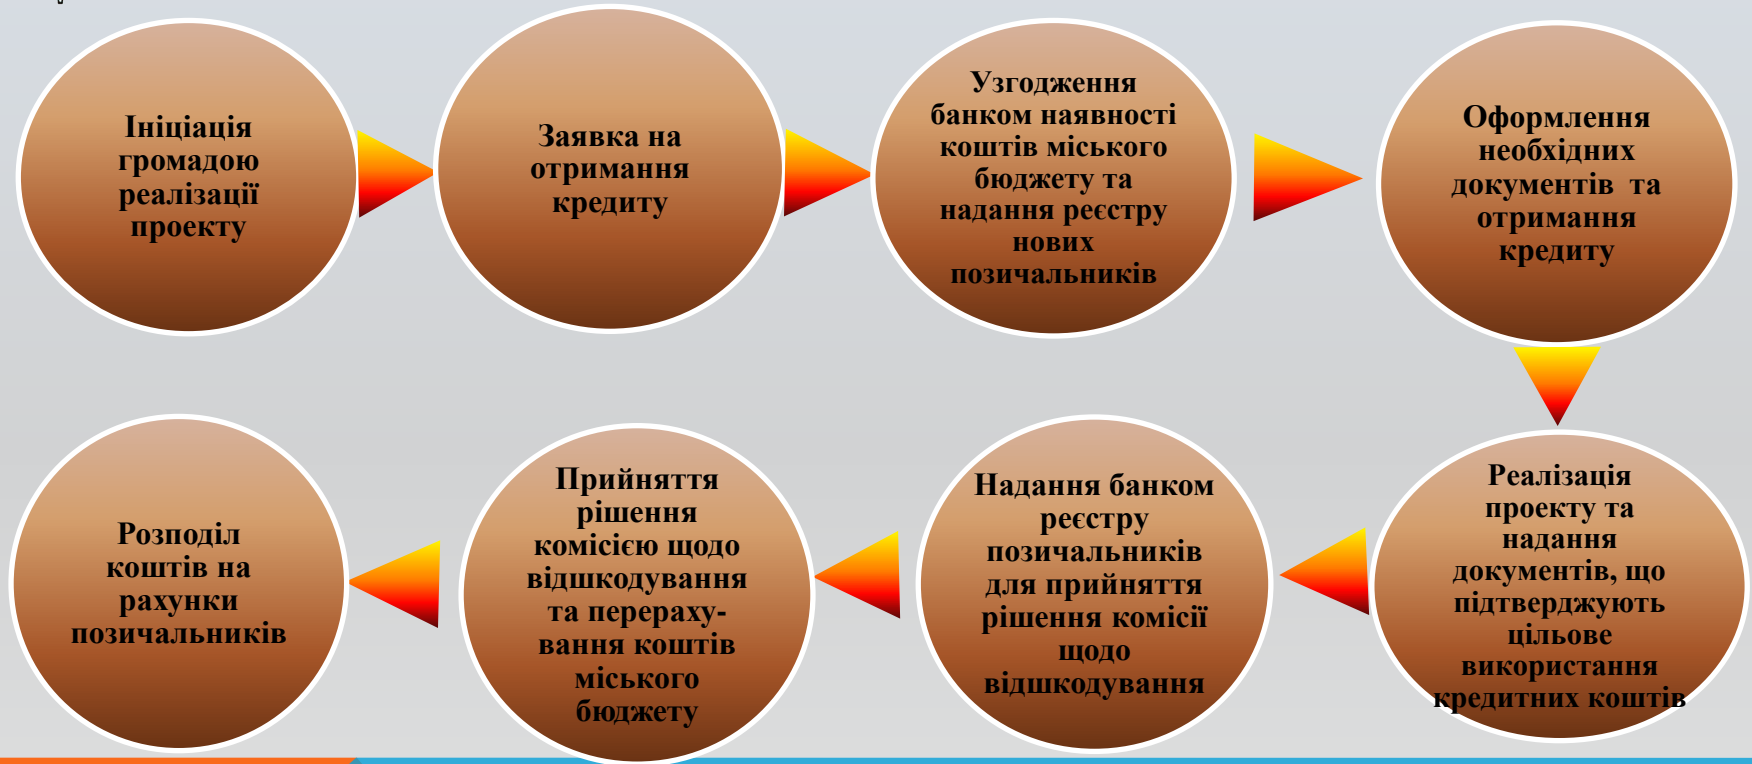 Ініціація
громадою
реалізації
проекту
Заявка на
отримання
кредиту
Узгодження
банком наявності
коштів міського
бюджету та
надання реєстру
нових
позичальників
Оформлення
необхідних
документів та
отримання
кредиту
Реалізація
проекту та
надання
документів, що
підтверджують
цільове
використання
кредитних коштів
Надання банком
реєстру
позичальників
для прийняття
рішення комісії
щодо
відшкодування
Прийняття
рішення
комісією щодо
відшкодування
та перераху-
вання коштів
міського
бюджету
Розподіл
коштів на
рахунки
позичальників